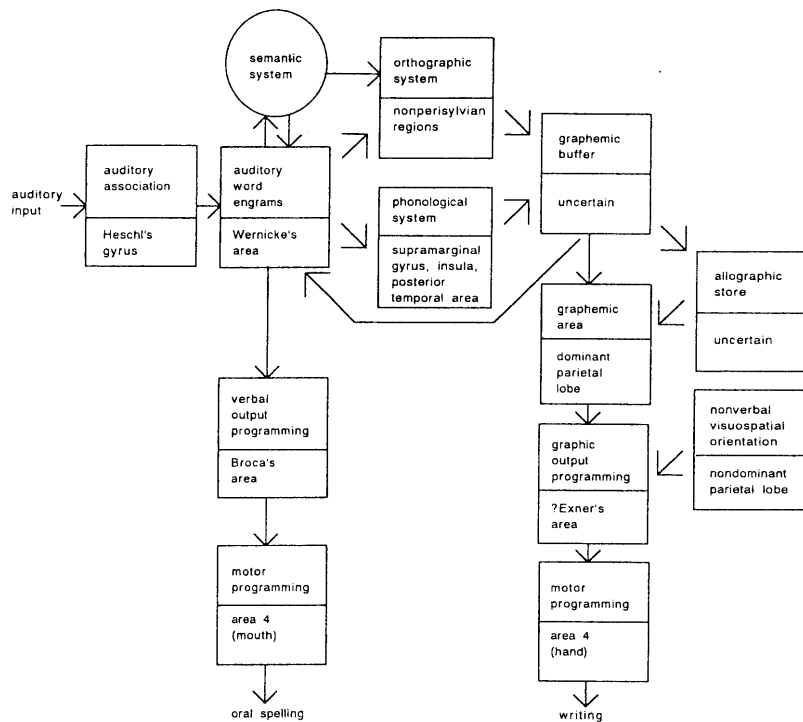 semantic
system
orthographic
system
nonperisylvian
regions
graphemic
buffer
uncertain
auditory
input
auditory
association
Heschl's
gyrus
auditory
word
engrams
Wernicke's
area
phonological
system
supramarginal
gyrus, insula,
posterior
temporal area
allographic
store
uncertain
graphemic
area
dominant
parietal
lobe
verbal
output
programming
Broca's
area
nonverbal
visuospatial
orientation
nondominant
parietal lobe
graphic
output
programming
?Exner's
area
motor
programming
area 4
(mouth)
motor
programming
area 4
(hand)
oral spelling
writing